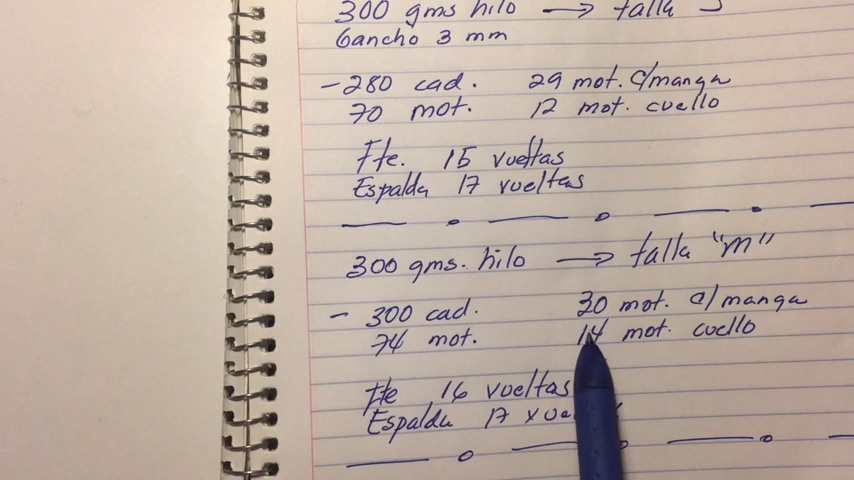 300 gms hilo → talla
Gancho 3 mm
- 280 cad. 29 mot. c/manga
70 mot. 12 mot. cuello
Fte. 15 vueltas
Espalda 17 vueltas
300 gms. hilo → talla "M"
- 300 cad. 30 mot. c/manga
74 mot. 14 mot. cuello
Fte 16 vueltas
Espalda 17